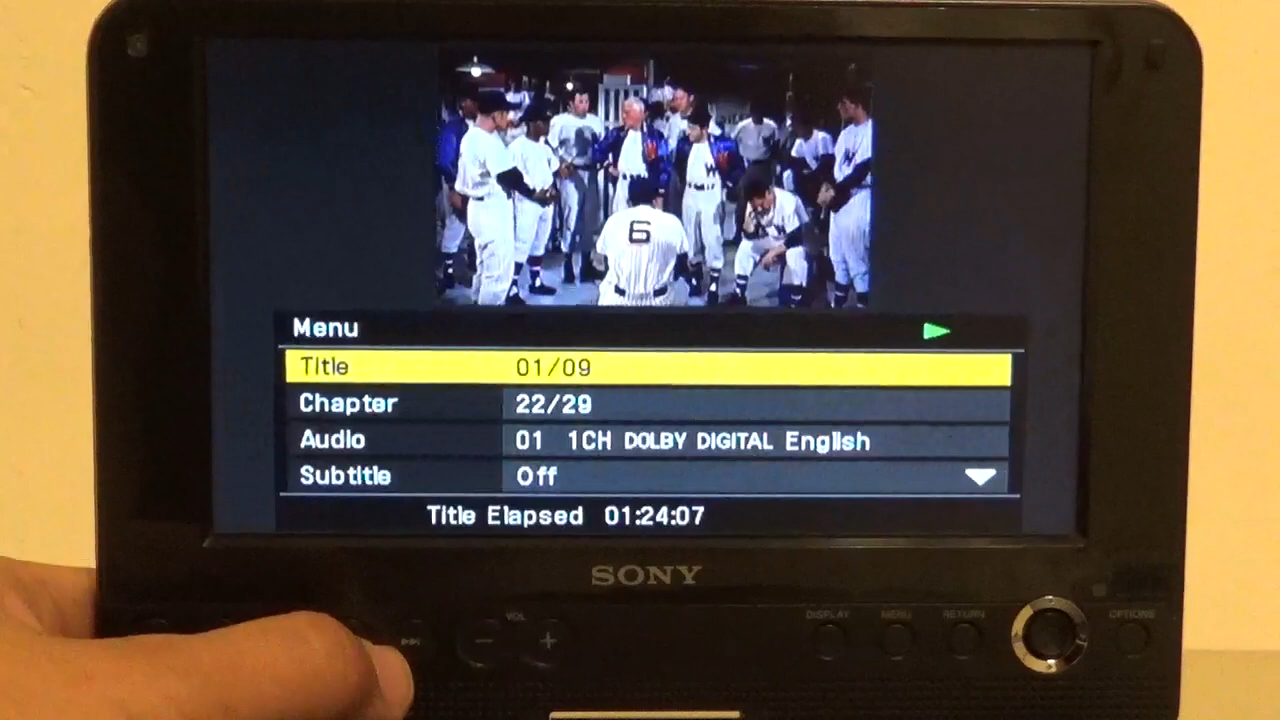 6
W
Menu
Title 01/09
Chapter 22/29
Audio 01 1CH DOLBY DIGITAL English
Subtitle Off
Title Elapsed 01:24:07
SONY
VOL
DISPLAY MENU RETURN OPTIONS